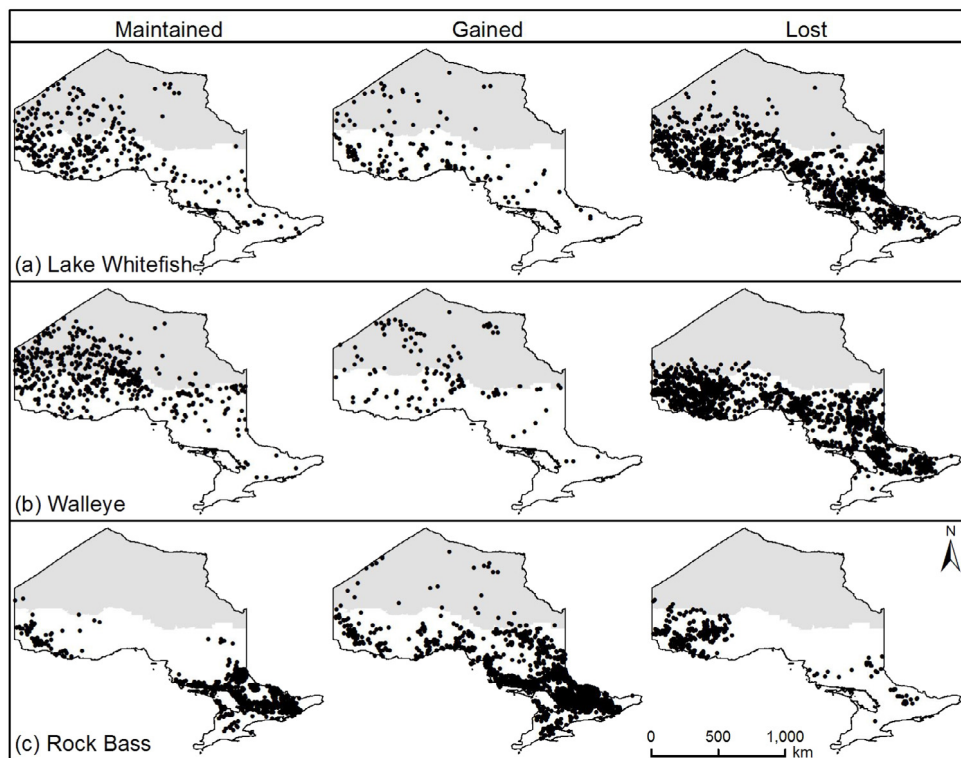 Maintained Gained Lost
(a) Lake Whitefish
(b) Walleye
N
(c) Rock Bass
0 500 1,000
km